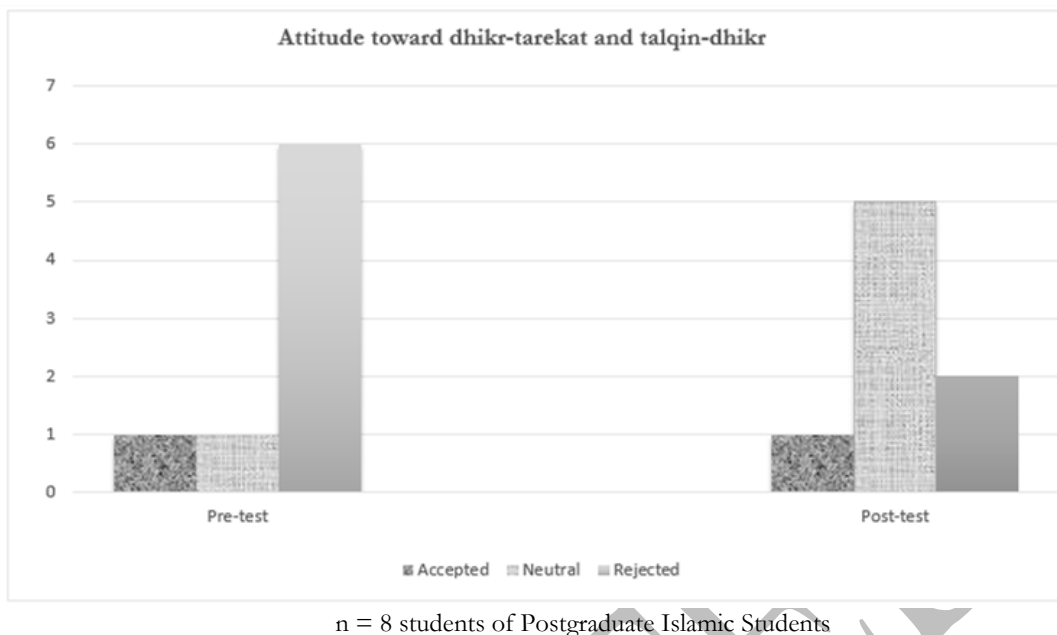 Attitude toward dhikr-tarekat and talqin-dhikr
7
6
5
4
3
2
1
0
Pre-test Post-test
Accepted Neutral Rejected
n = 8 students of Postgraduate Islamic Students